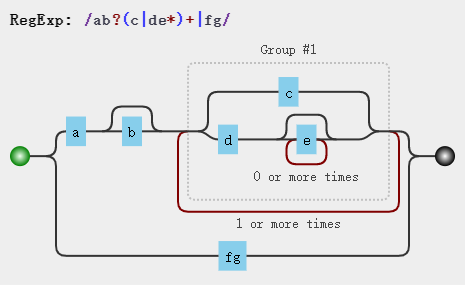 RegExp: /ab?(c|de*)+|fg/
Group #1
c
a b
d e
0 or more times
1 or more times
fg